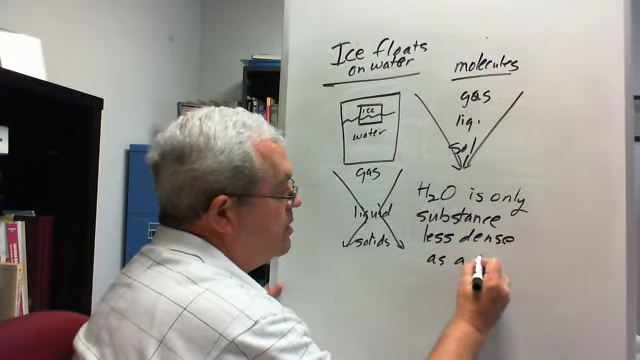 Ice floats
on water
ICE
water
gas
liquid
solids
molecules
gas
liq.
sol
H2O is only
substance
less dense
as a